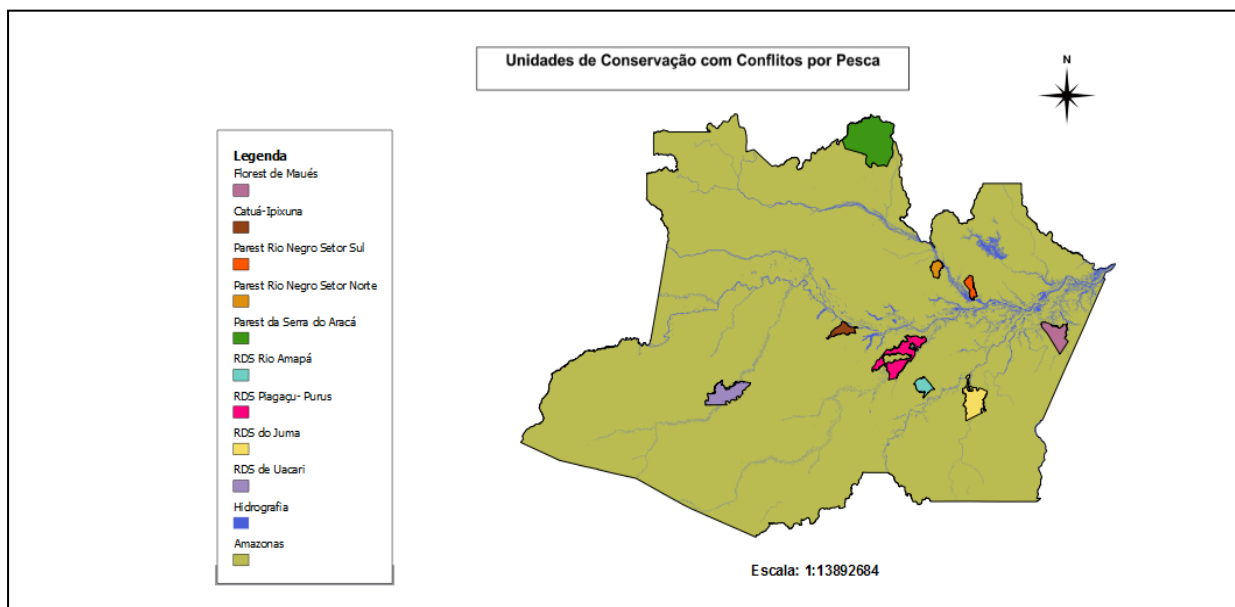 Unidades de Conservação com Conflitos por Pesca
N
Legenda
Florest de Maués
Catuá-Ipixuna
Parest Rio Negro Setor Sul
Parest Rio Negro Setor Norte
Parest da Serra do Aracá
RDS Rio Amapá
RDS Piagaçu- Purus
RDS do Juma
RDS de Uacari
Hidrografia
Amazonas
Escala: 1:13892684